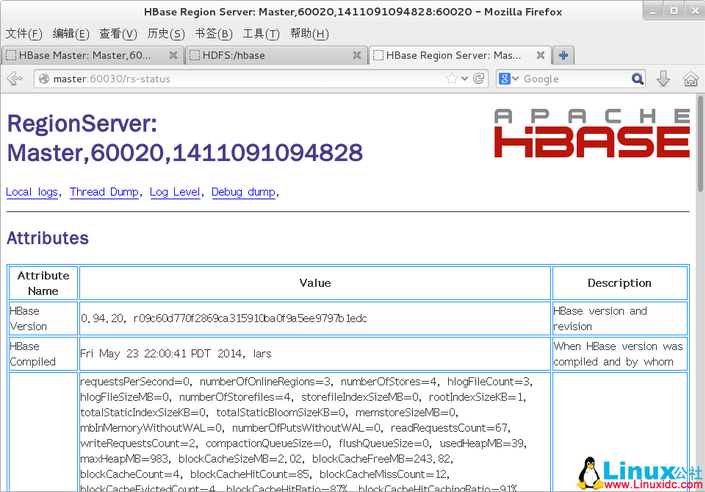 HBase Region Server: Master,60020,1411091094828:60020 - Mozilla Firefox
文件(F) 编辑(E) 查看(V) 历史(S) 书签(B) 工具(T) 帮助(H)
HBase Master: Master,60... HDFS:/hbase HBase Region Server: Mas...
master:60030/rs-status Google
APACHE
HBASE
RegionServer:
Master,60020,1411091094828
Local logs, Thread Dump, Log Level, Debug dump,
Attributes
Attribute Name Value Description
HBase Version 0.94.20, r09c60d770f2869ca315910ba0f9a5ee9797b1edc HBase version and revision
HBase Compiled Fri May 23 22:00:41 PDT 2014, lars When HBase version was compiled and by whom
requestsPerSecond=0, numberOfOnlineRegions=3, numberOfStores=4, hlogFileCount=3,
hlogFileSizeMB=0, numberOfStorefiles=4, storefileIndexSizeMB=0, rootIndexSizeKB=1,
totalStaticIndexSizeKB=0, totalStaticBloomSizeKB=0, memstoreSizeMB=0,
mbInMemoryWithoutWAL=0, numberOfPutsWithoutWAL=0, readRequestsCount=67,
writeRequestsCount=2, compactionQueueSize=0, flushQueueSize=0, usedHeapMB=39,
maxHeapMB=983, blockCacheSizeMB=2.02, blockCacheFreeMB=243.82,
blockCacheCount=4, blockCacheHitCount=85, blockCacheMissCount=12,
blockCacheEvictedCount=4, blockCacheHitRatio=87%, blockCacheHitCachingRatio=91%,
Linux公社
www.Linuxidc.com